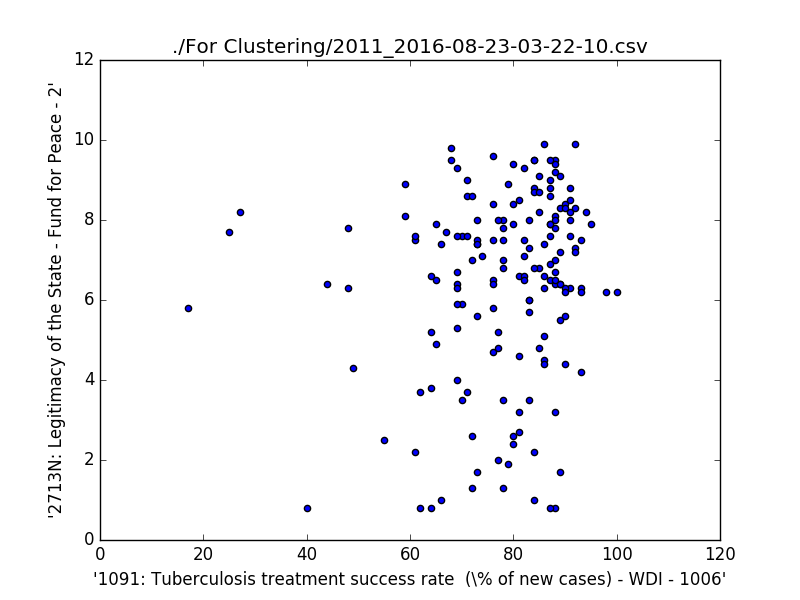 ./For Clustering/2011_2016-08-23-03-22-10.csv
12
10
8
6
4
2
0
'2713N: Legitimacy of the State - Fund for Peace - 2'
0 20 40 60 80 100 120
'1091: Tuberculosis treatment success rate  (\% of new cases) - WDI - 1006'